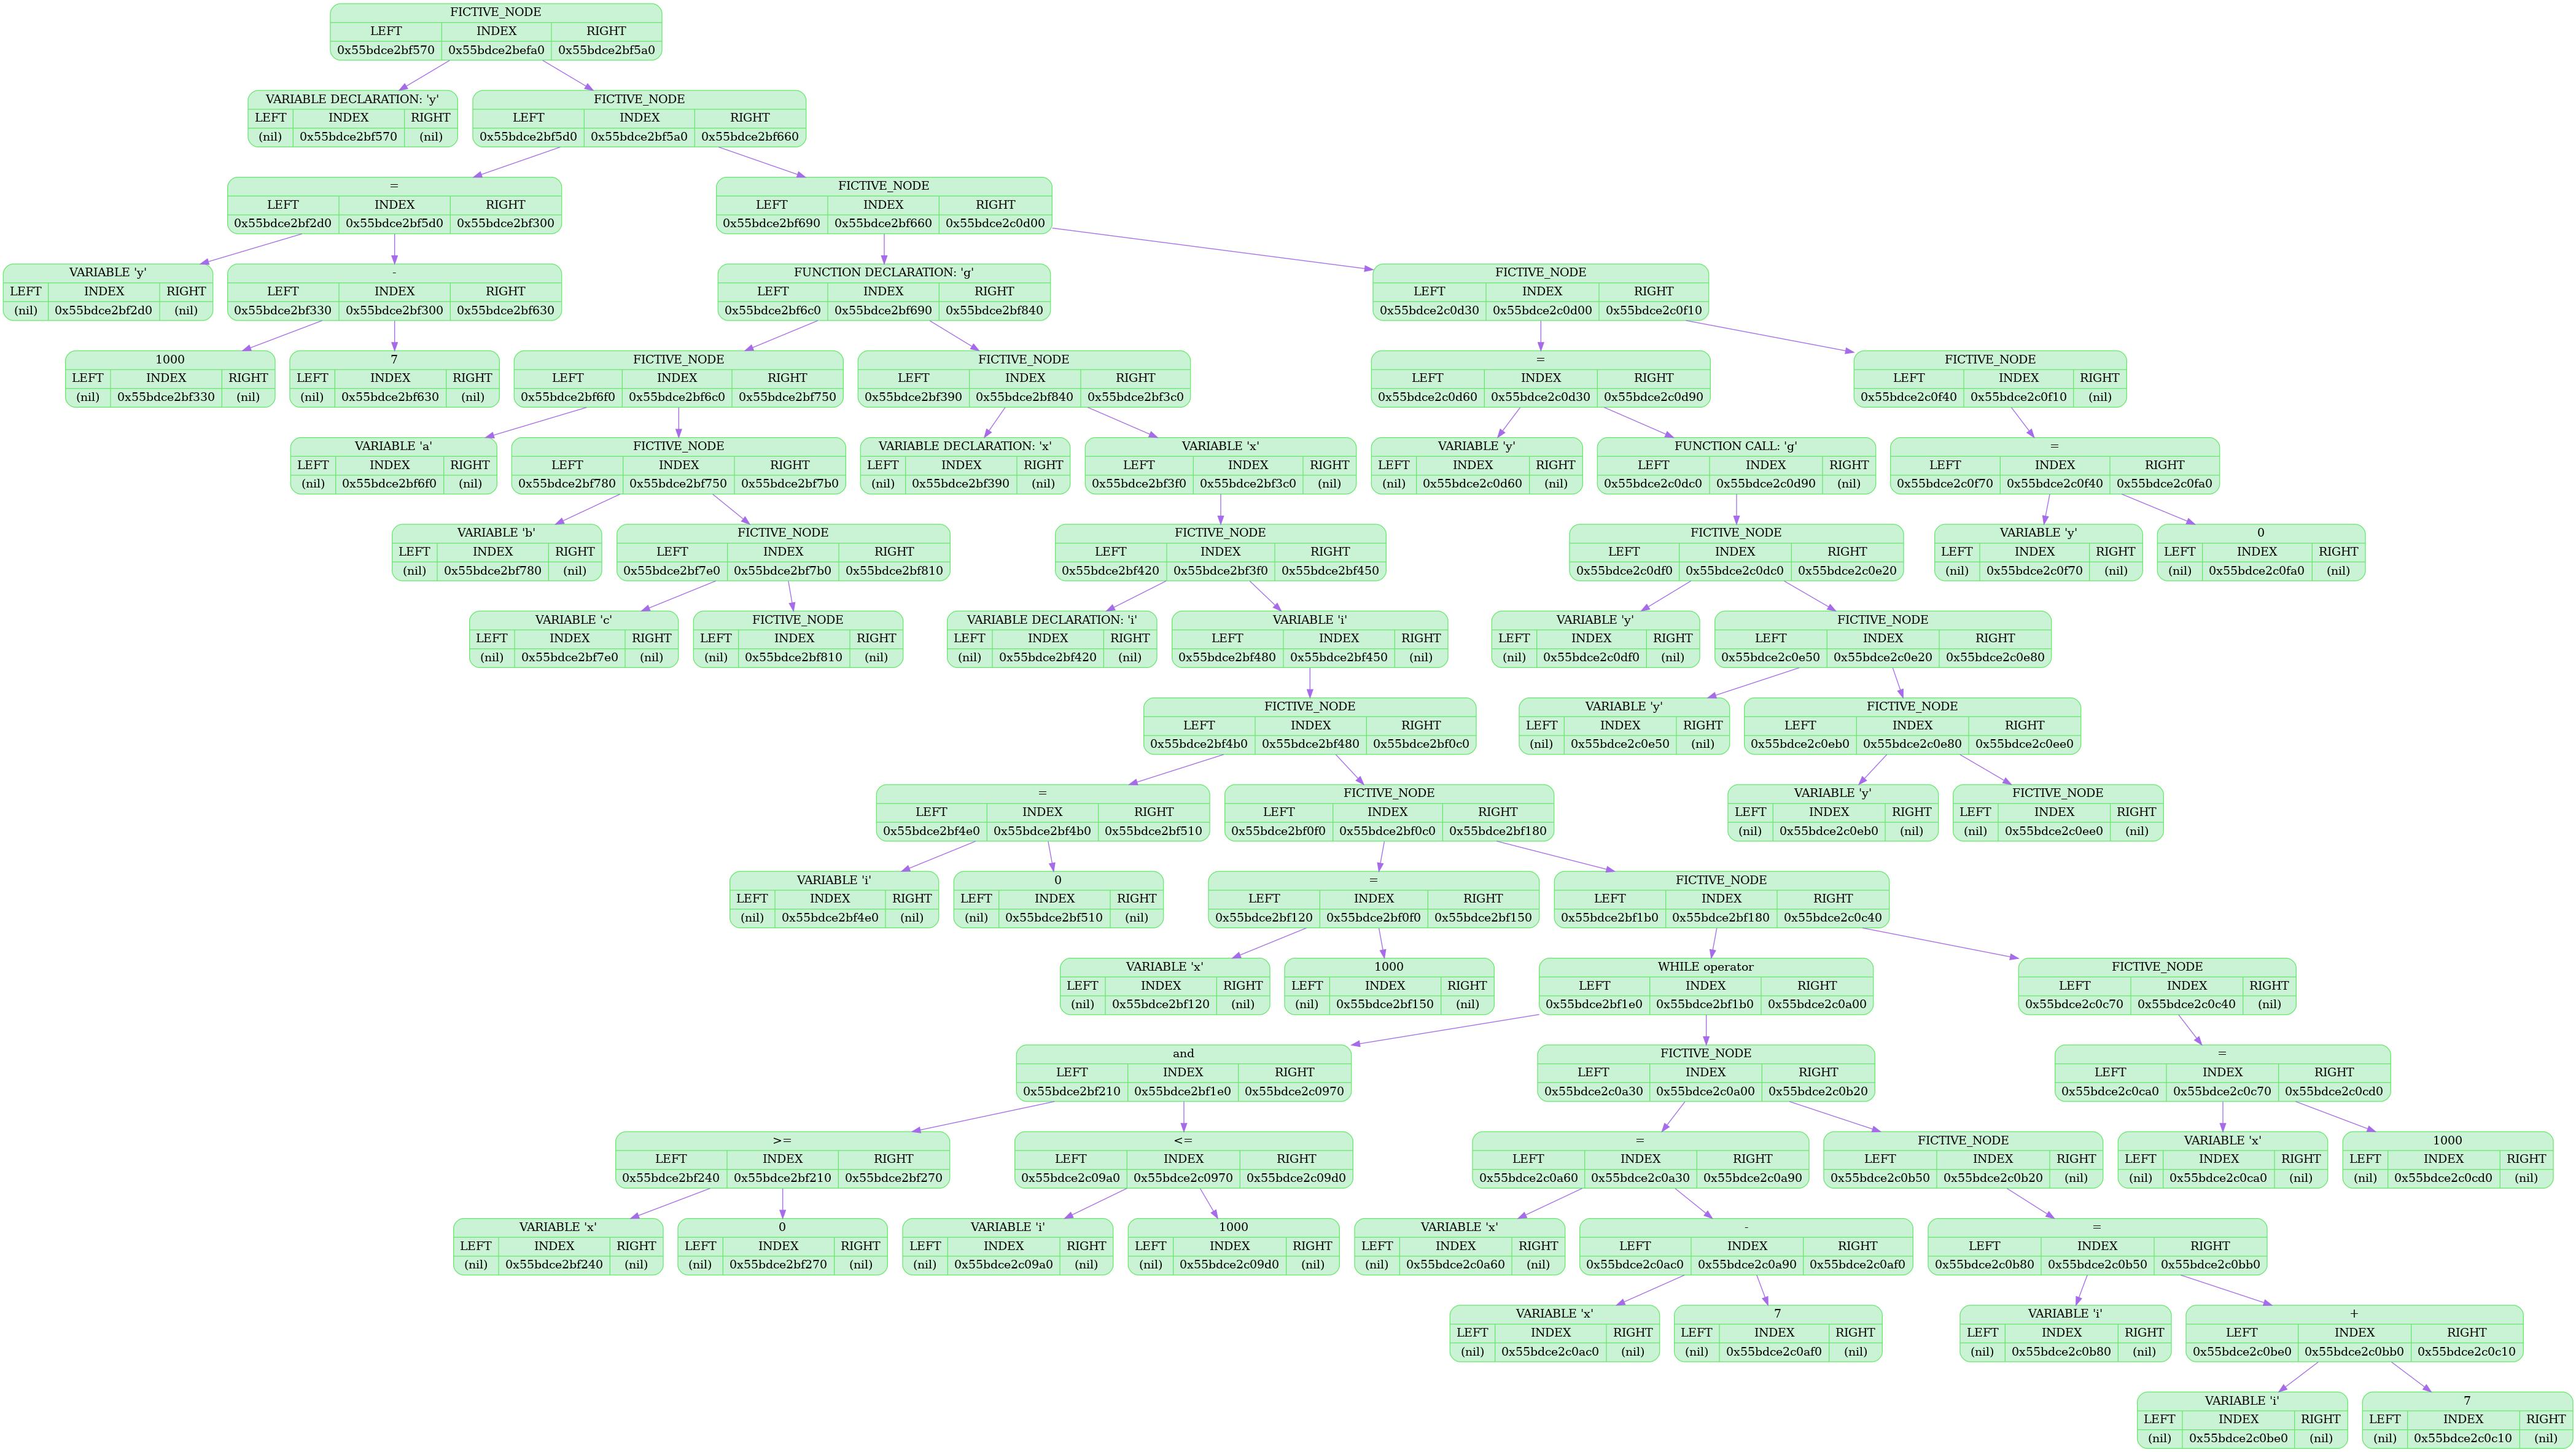 FICTIVE_NODE
LEFT INDEX RIGHT
0x55bdce2bf570 0x55bdce2befa0 0x55bdce2bf5a0
VARIABLE DECLARATION: 'y'
LEFT INDEX RIGHT
(nil) 0x55bdce2bf570 (nil)
FICTIVE_NODE
LEFT INDEX RIGHT
0x55bdce2bf5d0 0x55bdce2bf5a0 0x55bdce2bf660
=
LEFT INDEX RIGHT
0x55bdce2bf2d0 0x55bdce2bf5d0 0x55bdce2bf300
FICTIVE_NODE
LEFT INDEX RIGHT
0x55bdce2bf690 0x55bdce2bf660 0x55bdce2c0d00
VARIABLE 'y'
LEFT INDEX RIGHT
(nil) 0x55bdce2bf2d0 (nil)
-
LEFT INDEX RIGHT
0x55bdce2bf330 0x55bdce2bf300 0x55bdce2bf630
FUNCTION DECLARATION: 'g'
LEFT INDEX RIGHT
0x55bdce2bf6c0 0x55bdce2bf690 0x55bdce2bf840
FICTIVE_NODE
LEFT INDEX RIGHT
0x55bdce2c0d30 0x55bdce2c0d00 0x55bdce2c0f10
1000
LEFT INDEX RIGHT
(nil) 0x55bdce2bf330 (nil)
7
LEFT INDEX RIGHT
(nil) 0x55bdce2bf630 (nil)
FICTIVE_NODE
LEFT INDEX RIGHT
0x55bdce2bf6f0 0x55bdce2bf6c0 0x55bdce2bf750
FICTIVE_NODE
LEFT INDEX RIGHT
0x55bdce2bf390 0x55bdce2bf840 0x55bdce2bf3c0
=
LEFT INDEX RIGHT
0x55bdce2c0d60 0x55bdce2c0d30 0x55bdce2c0d90
FICTIVE_NODE
LEFT INDEX RIGHT
0x55bdce2c0f40 0x55bdce2c0f10 (nil)
VARIABLE 'a'
LEFT INDEX RIGHT
(nil) 0x55bdce2bf6f0 (nil)
FICTIVE_NODE
LEFT INDEX RIGHT
0x55bdce2bf780 0x55bdce2bf750 0x55bdce2bf7b0
VARIABLE DECLARATION: 'x'
LEFT INDEX RIGHT
(nil) 0x55bdce2bf390 (nil)
VARIABLE 'x'
LEFT INDEX RIGHT
0x55bdce2bf3f0 0x55bdce2bf3c0 (nil)
VARIABLE 'y'
LEFT INDEX RIGHT
(nil) 0x55bdce2c0d60 (nil)
FUNCTION CALL: 'g'
LEFT INDEX RIGHT
0x55bdce2c0dc0 0x55bdce2c0d90 (nil)
=
LEFT INDEX RIGHT
0x55bdce2c0f70 0x55bdce2c0f40 0x55bdce2c0fa0
VARIABLE 'b'
LEFT INDEX RIGHT
(nil) 0x55bdce2bf780 (nil)
FICTIVE_NODE
LEFT INDEX RIGHT
0x55bdce2bf7e0 0x55bdce2bf7b0 0x55bdce2bf810
FICTIVE_NODE
LEFT INDEX RIGHT
0x55bdce2bf420 0x55bdce2bf3f0 0x55bdce2bf450
FICTIVE_NODE
LEFT INDEX RIGHT
0x55bdce2c0df0 0x55bdce2c0dc0 0x55bdce2c0e20
VARIABLE 'y'
LEFT INDEX RIGHT
(nil) 0x55bdce2c0f70 (nil)
0
LEFT INDEX RIGHT
(nil) 0x55bdce2c0fa0 (nil)
VARIABLE 'c'
LEFT INDEX RIGHT
(nil) 0x55bdce2bf7e0 (nil)
FICTIVE_NODE
LEFT INDEX RIGHT
(nil) 0x55bdce2bf810 (nil)
VARIABLE DECLARATION: 'i'
LEFT INDEX RIGHT
(nil) 0x55bdce2bf420 (nil)
VARIABLE 'i'
LEFT INDEX RIGHT
0x55bdce2bf480 0x55bdce2bf450 (nil)
VARIABLE 'y'
LEFT INDEX RIGHT
(nil) 0x55bdce2c0df0 (nil)
FICTIVE_NODE
LEFT INDEX RIGHT
0x55bdce2c0e50 0x55bdce2c0e20 0x55bdce2c0e80
FICTIVE_NODE
LEFT INDEX RIGHT
0x55bdce2bf4b0 0x55bdce2bf480 0x55bdce2bf0c0
VARIABLE 'y'
LEFT INDEX RIGHT
(nil) 0x55bdce2c0e50 (nil)
FICTIVE_NODE
LEFT INDEX RIGHT
0x55bdce2c0eb0 0x55bdce2c0e80 0x55bdce2c0ee0
=
LEFT INDEX RIGHT
0x55bdce2bf4e0 0x55bdce2bf4b0 0x55bdce2bf510
FICTIVE_NODE
LEFT INDEX RIGHT
0x55bdce2bf0f0 0x55bdce2bf0c0 0x55bdce2bf180
VARIABLE 'y'
LEFT INDEX RIGHT
(nil) 0x55bdce2c0eb0 (nil)
FICTIVE_NODE
LEFT INDEX RIGHT
(nil) 0x55bdce2c0ee0 (nil)
VARIABLE 'i'
LEFT INDEX RIGHT
(nil) 0x55bdce2bf4e0 (nil)
0
LEFT INDEX RIGHT
(nil) 0x55bdce2bf510 (nil)
=
LEFT INDEX RIGHT
0x55bdce2bf120 0x55bdce2bf0f0 0x55bdce2bf150
FICTIVE_NODE
LEFT INDEX RIGHT
0x55bdce2bf1b0 0x55bdce2bf180 0x55bdce2c0c40
VARIABLE 'x'
LEFT INDEX RIGHT
(nil) 0x55bdce2bf120 (nil)
1000
LEFT INDEX RIGHT
(nil) 0x55bdce2bf150 (nil)
WHILE operator
LEFT INDEX RIGHT
0x55bdce2bf1e0 0x55bdce2bf1b0 0x55bdce2c0a00
FICTIVE_NODE
LEFT INDEX RIGHT
0x55bdce2c0c70 0x55bdce2c0c40 (nil)
and
LEFT INDEX RIGHT
0x55bdce2bf210 0x55bdce2bf1e0 0x55bdce2c0970
FICTIVE_NODE
LEFT INDEX RIGHT
0x55bdce2c0a30 0x55bdce2c0a00 0x55bdce2c0b20
=
LEFT INDEX RIGHT
0x55bdce2c0ca0 0x55bdce2c0c70 0x55bdce2c0cd0
>=
LEFT INDEX RIGHT
0x55bdce2bf240 0x55bdce2bf210 0x55bdce2bf270
<=
LEFT INDEX RIGHT
0x55bdce2c09a0 0x55bdce2c0970 0x55bdce2c09d0
=
LEFT INDEX RIGHT
0x55bdce2c0a60 0x55bdce2c0a30 0x55bdce2c0a90
FICTIVE_NODE
LEFT INDEX RIGHT
0x55bdce2c0b50 0x55bdce2c0b20 (nil)
VARIABLE 'x'
LEFT INDEX RIGHT
(nil) 0x55bdce2c0ca0 (nil)
1000
LEFT INDEX RIGHT
(nil) 0x55bdce2c0cd0 (nil)
VARIABLE 'x'
LEFT INDEX RIGHT
(nil) 0x55bdce2bf240 (nil)
0
LEFT INDEX RIGHT
(nil) 0x55bdce2bf270 (nil)
VARIABLE 'i'
LEFT INDEX RIGHT
(nil) 0x55bdce2c09a0 (nil)
1000
LEFT INDEX RIGHT
(nil) 0x55bdce2c09d0 (nil)
VARIABLE 'x'
LEFT INDEX RIGHT
(nil) 0x55bdce2c0a60 (nil)
-
LEFT INDEX RIGHT
0x55bdce2c0ac0 0x55bdce2c0a90 0x55bdce2c0af0
=
LEFT INDEX RIGHT
0x55bdce2c0b80 0x55bdce2c0b50 0x55bdce2c0bb0
VARIABLE 'x'
LEFT INDEX RIGHT
(nil) 0x55bdce2c0ac0 (nil)
7
LEFT INDEX RIGHT
(nil) 0x55bdce2c0af0 (nil)
VARIABLE 'i'
LEFT INDEX RIGHT
(nil) 0x55bdce2c0b80 (nil)
+
LEFT INDEX RIGHT
0x55bdce2c0be0 0x55bdce2c0bb0 0x55bdce2c0c10
VARIABLE 'i'
LEFT INDEX RIGHT
(nil) 0x55bdce2c0be0 (nil)
7
LEFT INDEX RIGHT
(nil) 0x55bdce2c0c10 (nil)